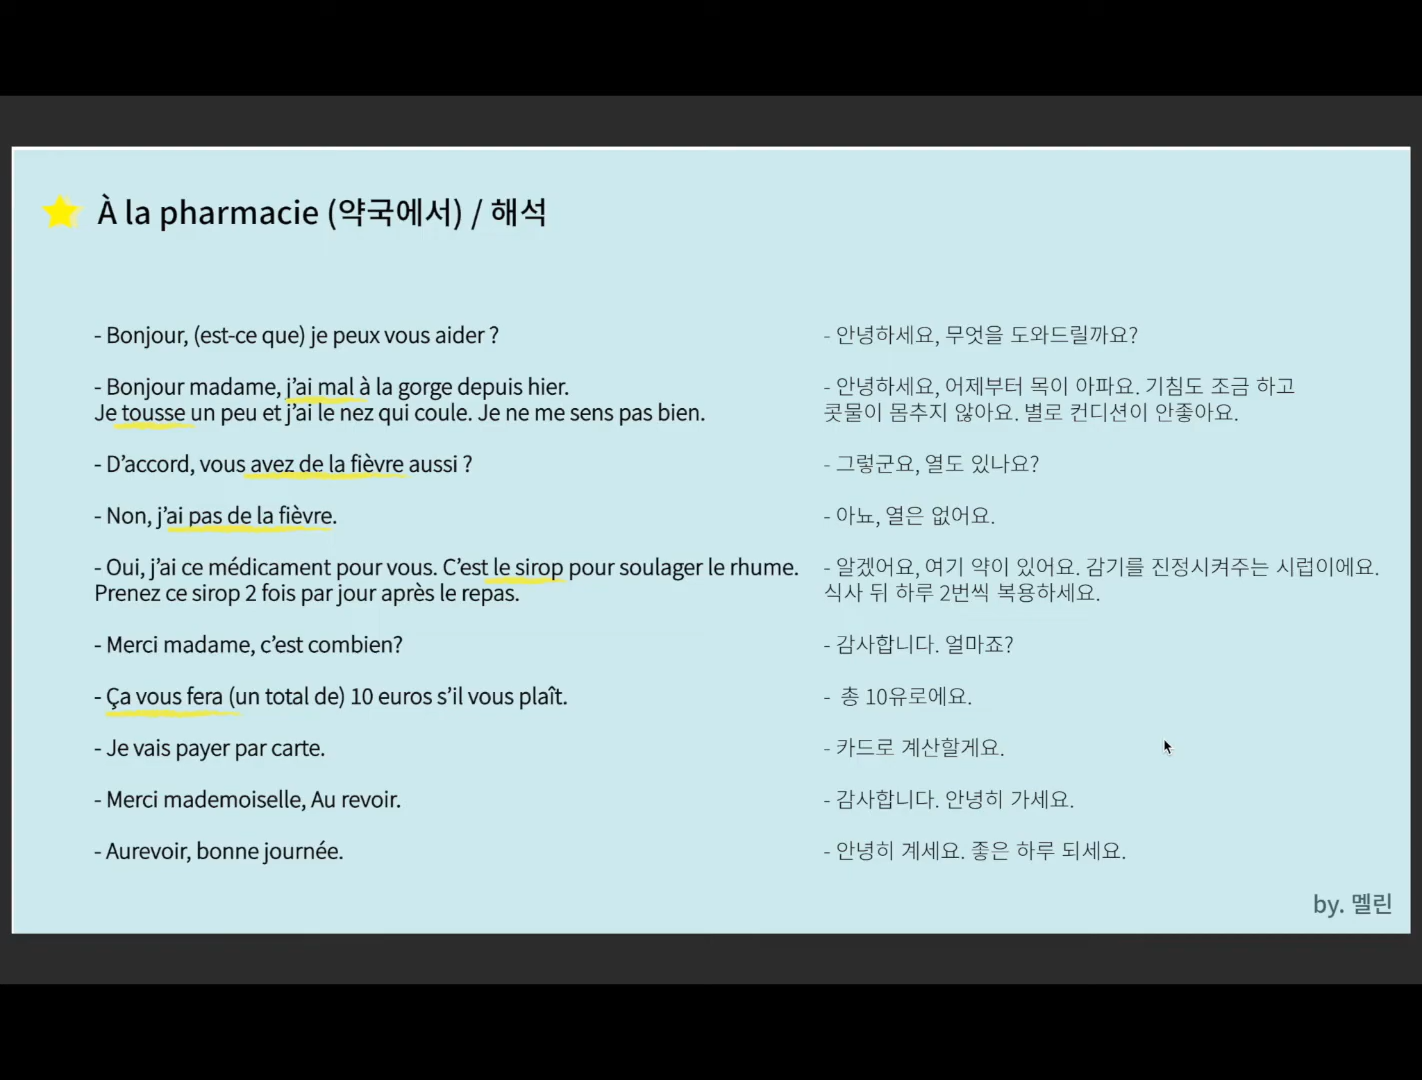 À la pharmacie (약국에서) / 해석
- Bonjour, (est-ce que) je peux vous aider ?
- Bonjour madame, j’ai mal à la gorge depuis hier.
Je tousse un peu et j’ai le nez qui coule. Je ne me sens pas bien.
- D’accord, vous avez de la fièvre aussi ?
- Non, j’ai pas de la fièvre.
- Oui, j’ai ce médicament pour vous. C’est le sirop pour soulager le rhume.
Prenez ce sirop 2 fois par jour après le repas.
- Merci madame, c’est combien?
- Ça vous fera (un total de) 10 euros s’il vous plaît.
- Je vais payer par carte.
- Merci mademoiselle, Au revoir.
- Aurevoir, bonne journée.
- 안녕하세요, 무엇을 도와드릴까요?
- 안녕하세요, 어제부터 목이 아파요. 기침도 조금 하고
콧물이 몸추지 않아요. 별로 컨디션이 안좋아요.
- 그렇군요, 열도 있나요?
- 아뇨, 열은 없어요.
- 알겠어요, 여기 약이 있어요. 감기를 진정시켜주는 시럽이에요.
식사 뒤 하루 2번씩 복용하세요.
- 감사합니다. 얼마죠?
- 총 10유로에요.
- 카드로 계산할게요.
- 감사합니다. 안녕히 가세요.
- 안녕히 계세요. 좋은 하루 되세요.
by. 멜린